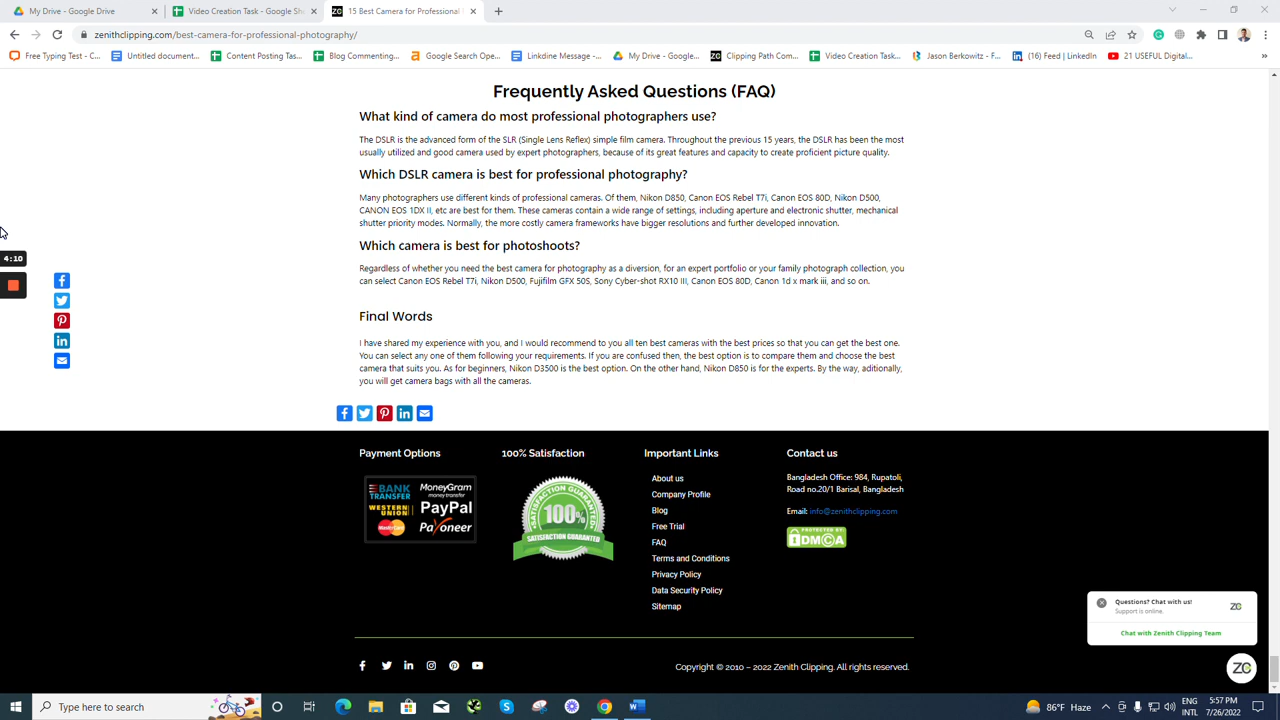 My Drive - Google Drive
Video Creation Task - Google Sh
15 Best Camera for Professional
zenithclipping.com/best-camera-for-professional-photography/
Free Typing Test - C...
Untitled document...
Content Posting Tas...
Blog Commenting...
Google Search Ope...
Linkdine Message -...
My Drive - Google...
Clipping Path Com...
Video Creation Task...
Jason Berkowitz - F...
(16) Feed | LinkedIn
21 USEFUL Digital...
Frequently Asked Questions (FAQ)
What kind of camera do most professional photographers use?
The DSLR is the advanced form of the SLR (Single Lens Reflex) simple film camera. Throughout the previous 15 years, the DSLR has been the most
usually utilized and good camera used by expert photographers, because of its great features and capacity to create proficient picture quality.
Which DSLR camera is best for professional photography?
Many photographers use different kinds of professional cameras. Of them, Nikon D850, Canon EOS Rebel T7i, Canon EOS 80D, Nikon D500,
CANON EOS 1DX II, etc are best for them. These cameras contain a wide range of settings, including aperture and electronic shutter, mechanical
shutter priority modes. Normally, the more costly camera frameworks have bigger resolutions and further developed innovation.
Which camera is best for photoshoots?
4:10
Regardless of whether you need the best camera for photography as a diversion, for an expert portfolio or your family photograph collection, you
can select Canon EOS Rebel T7i, Nikon D500, Fujifilm GFX 50S, Sony Cyber-shot RX10 III, Canon EOS 80D, Canon 1d x mark iii, and so on.
Final Words
I have shared my experience with you, and I would recommend to you all ten best cameras with the best prices so that you can get the best one.
You can select any one of them following your requirements. If you are confused then, the best option is to compare them and choose the best
camera that suits you. As for beginners, Nikon D3500 is the best option. On the other hand, Nikon D850 is for the experts. By the way, aditionally,
you will get camera bags with all the cameras.
Payment Options
BANK TRANSFER
MoneyGram
money transfer
WESTERN UNION
PayPal
MasterCard
Payoneer
100% Satisfaction
SATISFACTION GUARANTEED
100%
SATISFACTION GUARANTEED
Important Links
About us
Company Profile
Blog
Free Trial
FAQ
Terms and Conditions
Privacy Policy
Data Security Policy
Sitemap
Contact us
Bangladesh Office: 984, Rupatoli,
Road no.20/1 Barisal, Bangladesh
Email: info@zenithclipping.com
PROTECTED BY
DMCA
Questions? Chat with us!
Support is online.
ZC
Chat with Zenith Clipping Team
ZC
Copyright © 2010 – 2022 Zenith Clipping. All rights reserved.
Type here to search
86°F Haze
ENG
INTL
5:57 PM
7/26/2022